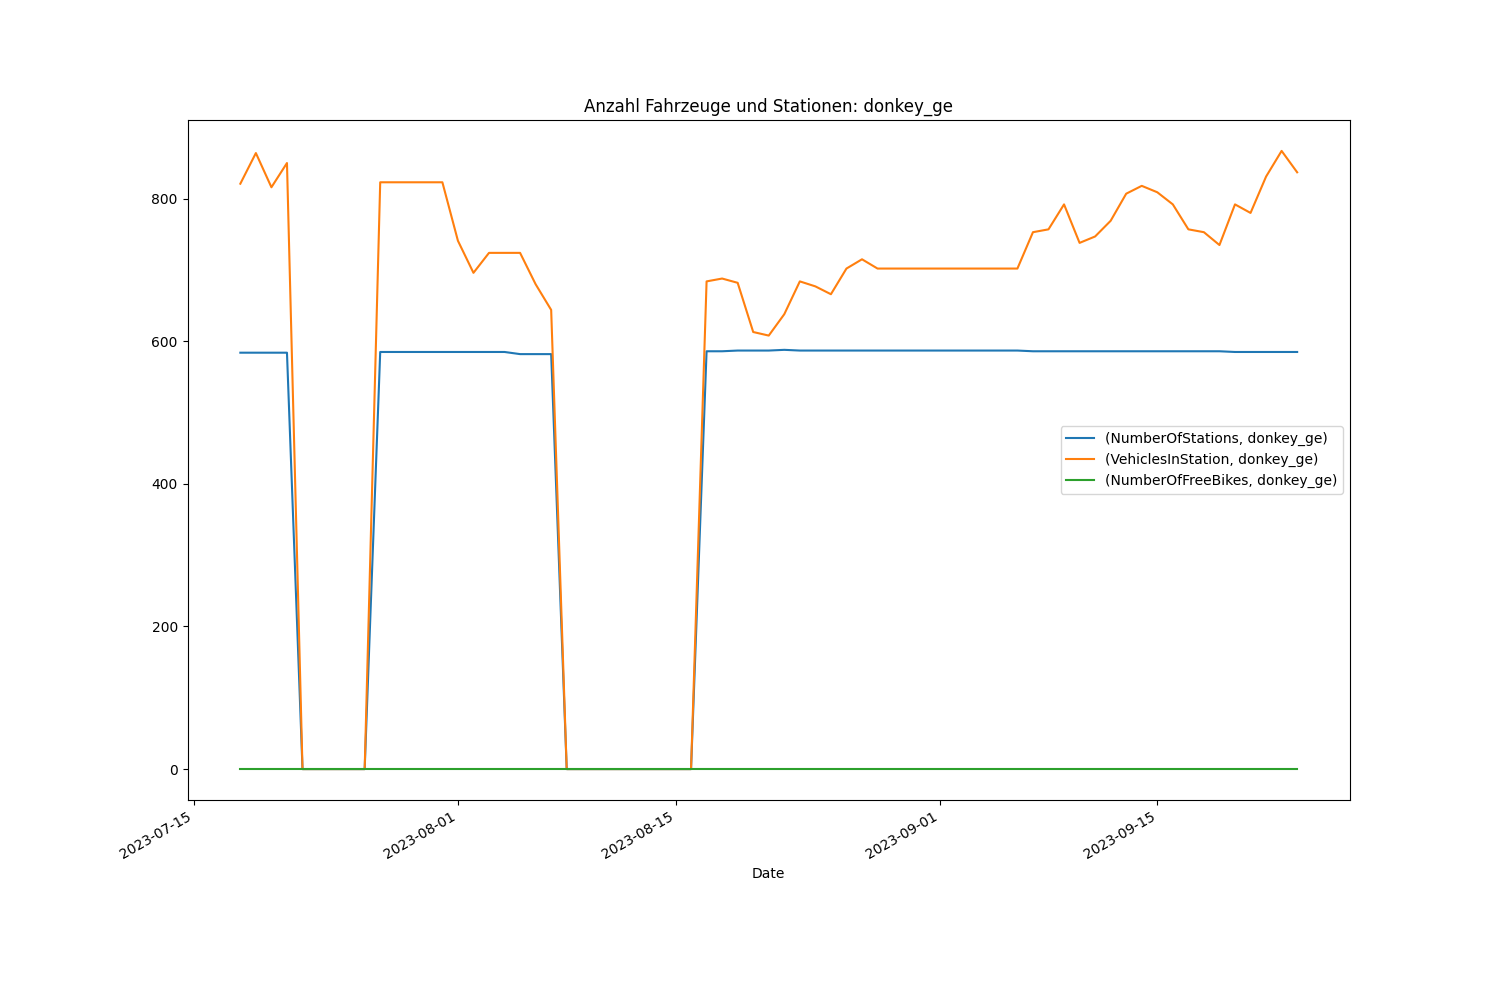 Anzahl Fahrzeuge und Stationen: donkey_ge
800
600
400
200
0
(NumberOfStations, donkey_ge)
(VehiclesInStation, donkey_ge)
(NumberOfFreeBikes, donkey_ge)
2023-07-15
2023-08-01
2023-08-15
2023-09-01
2023-09-15
Date